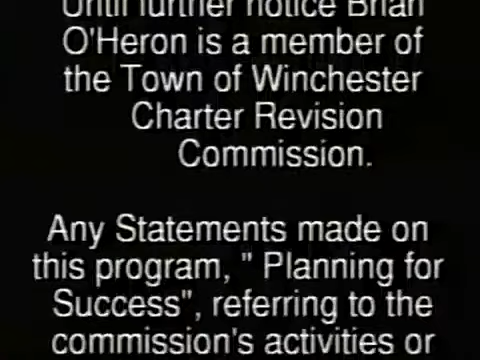 Until further notice Brian
O'Heron is a member of
the Town of Winchester
Charter Revision
Commission.
Any Statements made on
this program, " Planning for
Success", referring to the
commission's activities or